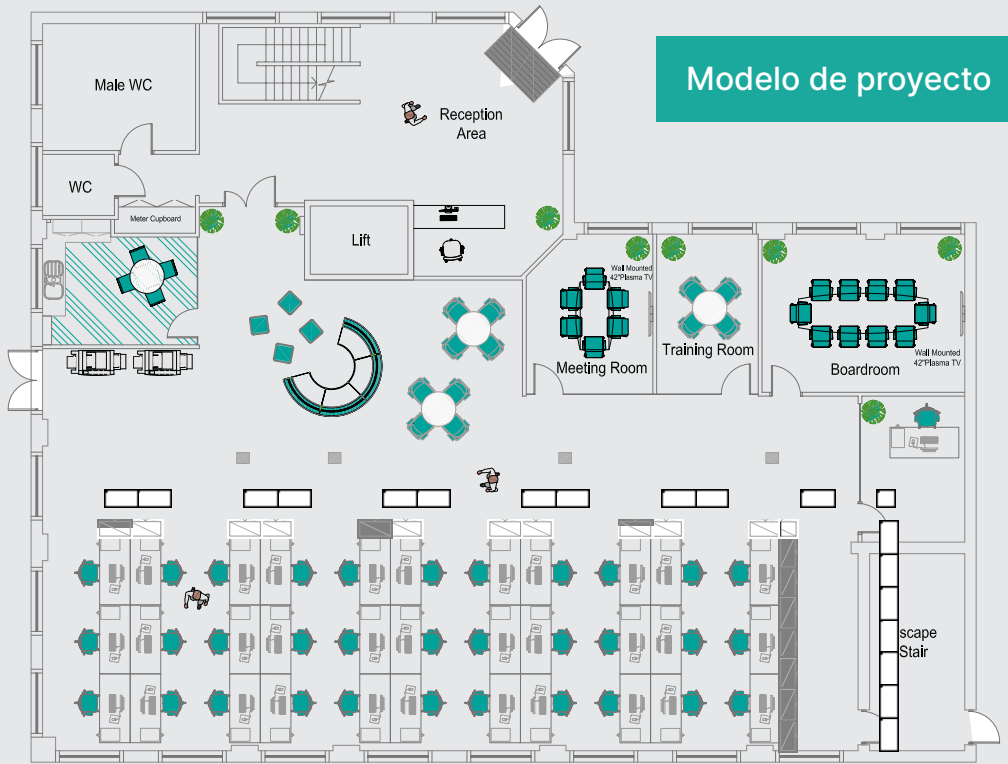 Modelo de proyecto
Male WC
Reception
Area
WC
Meter Cupboard
Lift
Wall Mounted
42"Plasma TV
Meeting Room
Training Room
Boardroom
Wall Mounted
42"Plasma TV
scape
Stair